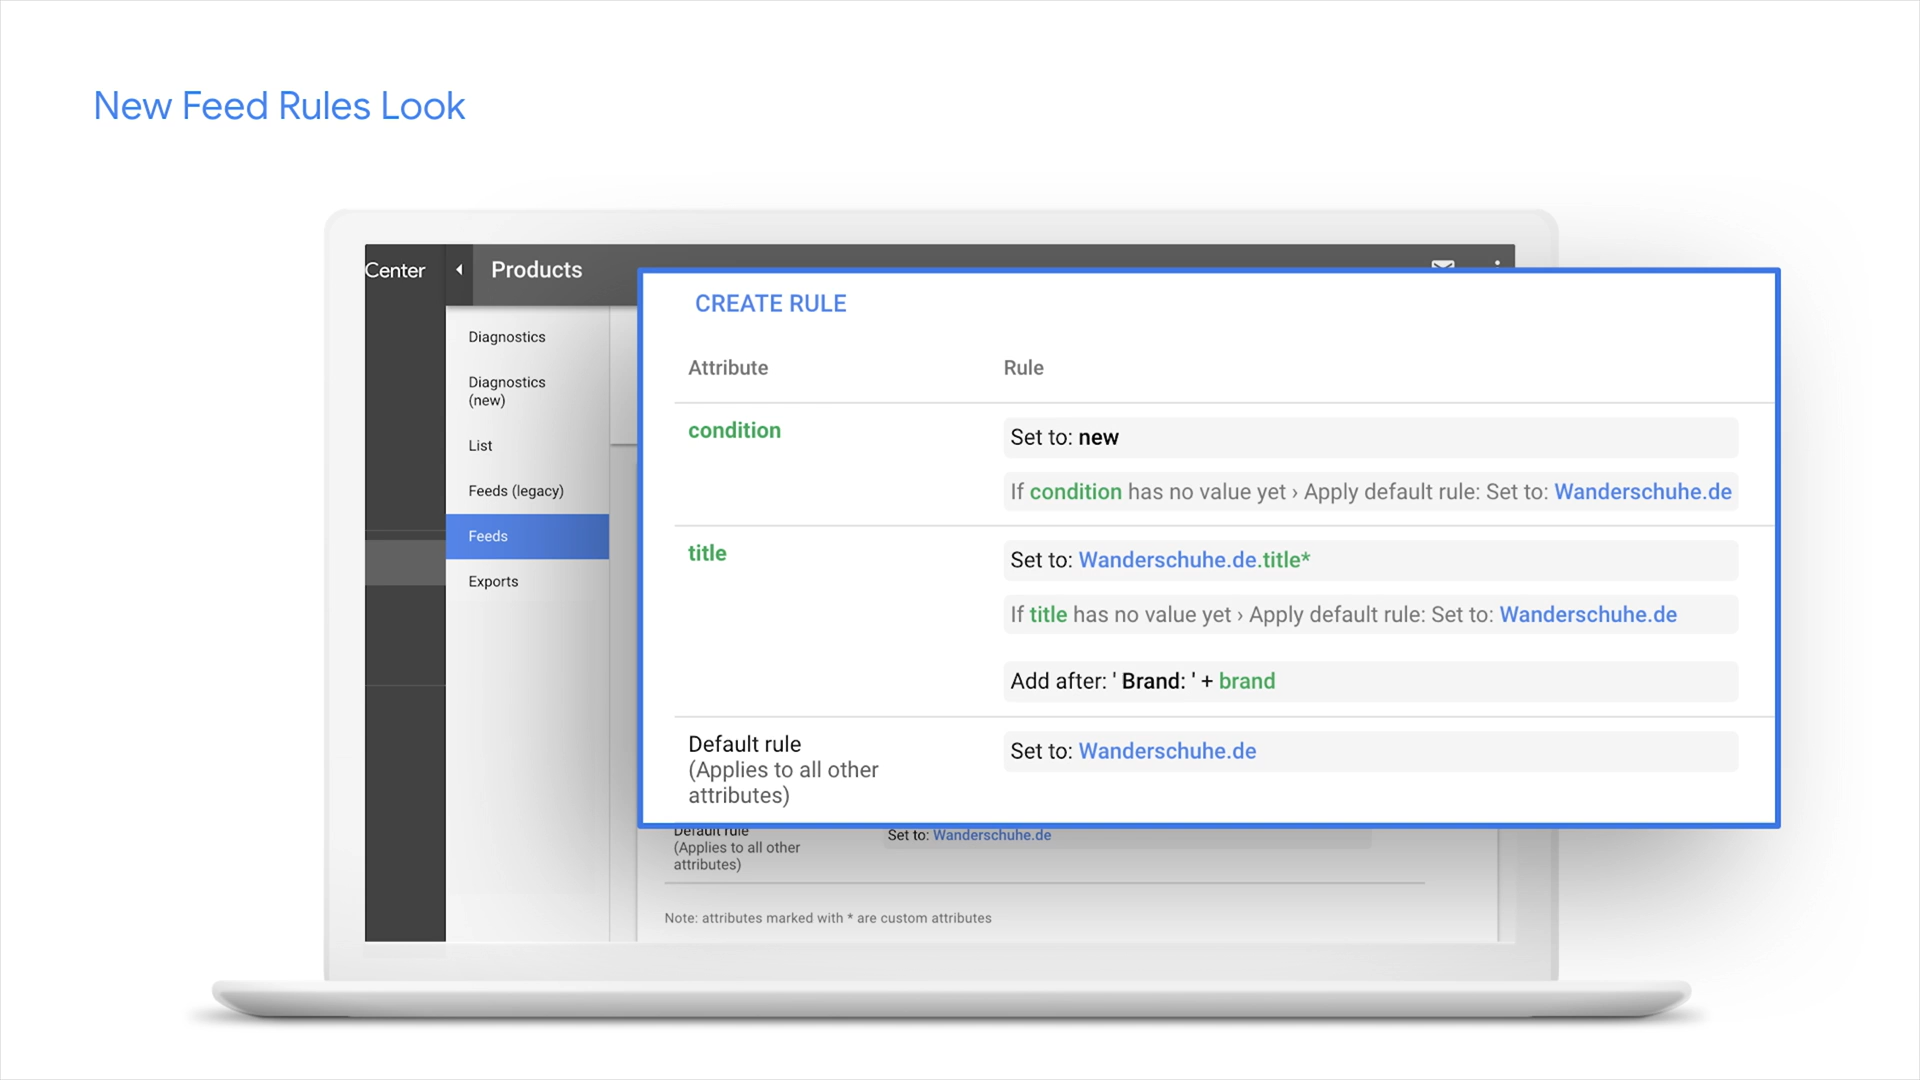 New Feed Rules Look
Center
Products
Diagnostics
Diagnostics
(new)
List
Feeds (legacy)
Feeds
Exports
CREATE RULE
Attribute Rule
condition Set to: new
If condition has no value yet › Apply default rule: Set to: Wanderschuhe.de
title Set to: Wanderschuhe.de.title*
If title has no value yet › Apply default rule: Set to: Wanderschuhe.de
Add after: ' Brand: ' + brand
Default rule Set to: Wanderschuhe.de
(Applies to all other
attributes)
Default rule Set to: Wanderschuhe.de
(Applies to all other
attributes)
Note: attributes marked with * are custom attributes